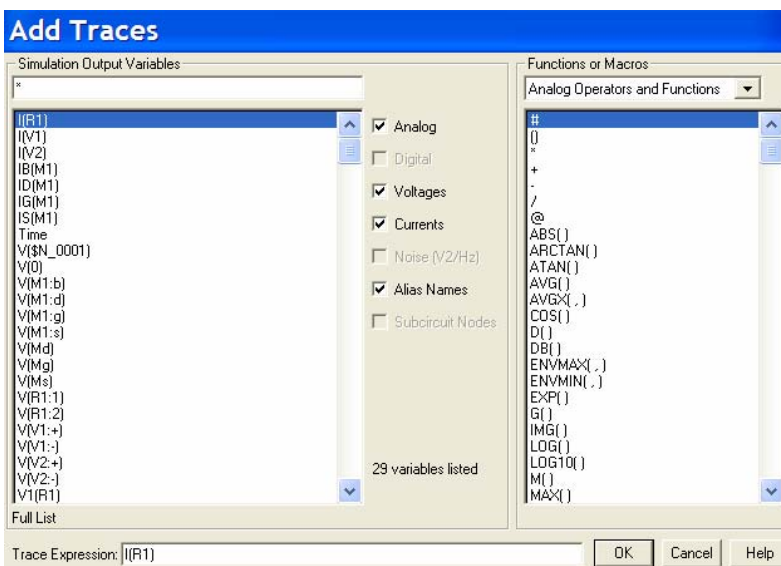 Add Traces
Simulation Output Variables
*
I(R1)
I(V1)
I(V2)
IB(M1)
ID(M1)
IG(M1)
IS(M1)
Time
V($N_0001)
V(0)
V(M1:b)
V(M1:d)
V(M1:g)
V(M1:s)
V(Md)
V(Mg)
V(Ms)
V(R1:1)
V(R1:2)
V(V1:+)
V(V1:-)
V(V2:+)
V(V2:-)
V1(R1)
Full List
Analog
Digital
Voltages
Currents
Noise (V2/Hz)
Alias Names
Subcircuit Nodes
29 variables listed
Functions or Macros
Analog Operators and Functions
#
()
*
+
-
/
@
ABS( )
ARCTAN( )
ATAN( )
AVG( )
AVGX( , )
COS( )
D( )
DB( )
ENVMAX( , )
ENVMIN( , )
EXP( )
G( )
IMG( )
LOG( )
LOG10( )
M( )
MAX( )
Trace Expression: I(R1)
OK
Cancel
Help